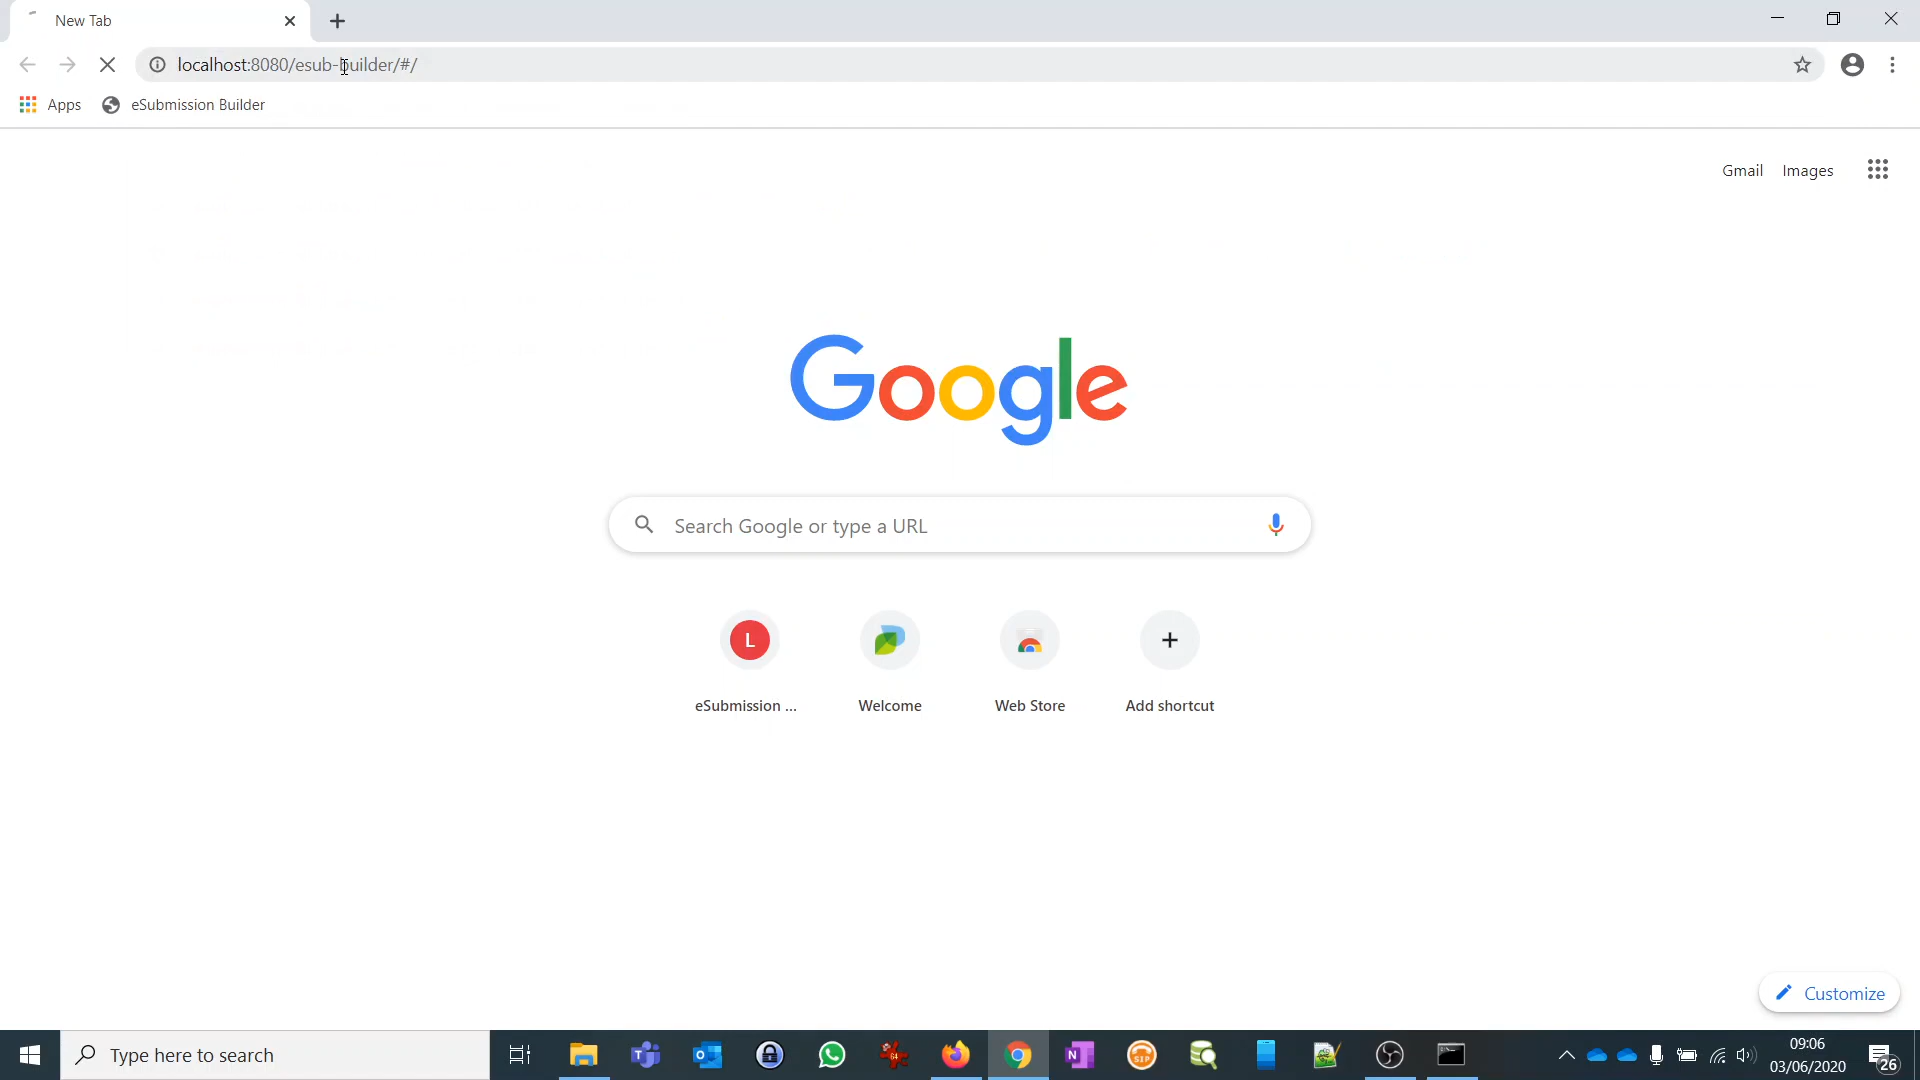 New Tab
localhost:8080/esub-builder/#/
Apps eSubmission Builder
Gmail Images
Google
Search Google or type a URL
L
eSubmission ... Welcome Web Store Add shortcut
Customize
Type here to search
09:06
03/06/2020
26